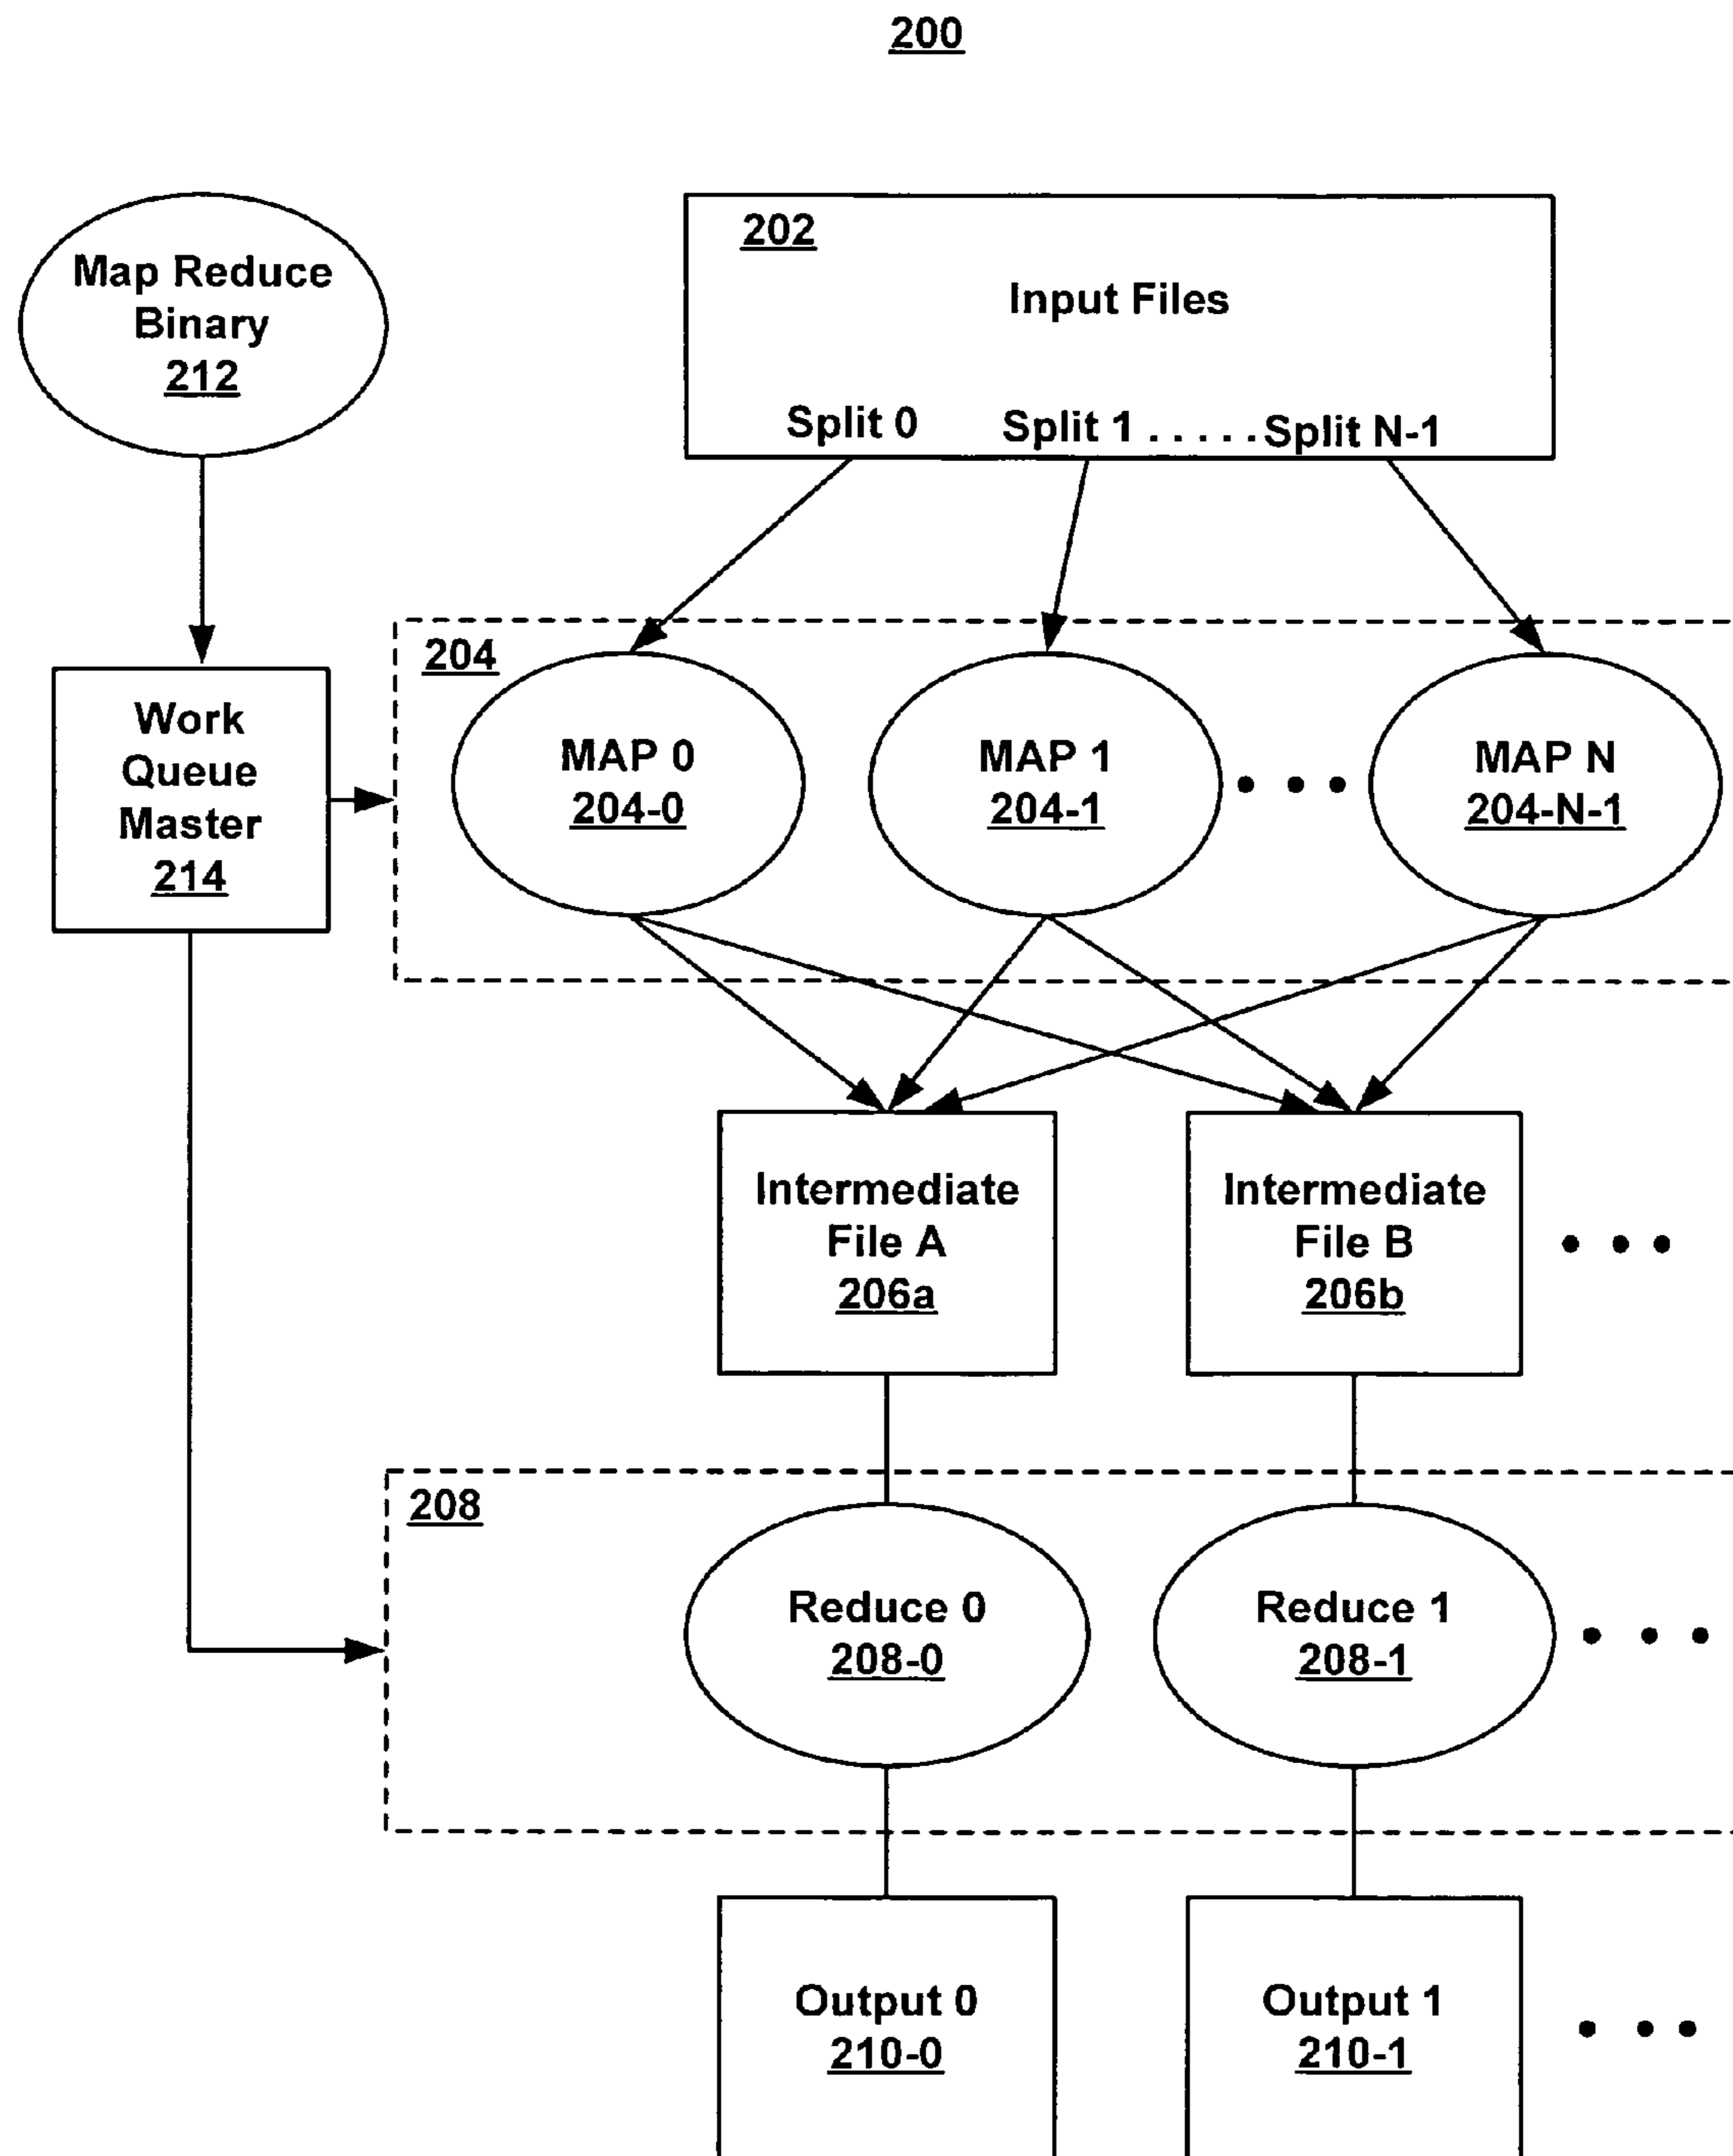 200
Map Reduce
Binary
212
202
Input Files
Split 0 Split 1 . . . . . Split N-1
Work
Queue
Master
214
204
MAP 0
204-0
MAP 1
204-1
MAP N
204-N-1
Intermediate
File A
206a
Intermediate
File B
206b
208
Reduce 0
208-0
Reduce 1
208-1
Output 0
210-0
Output 1
210-1